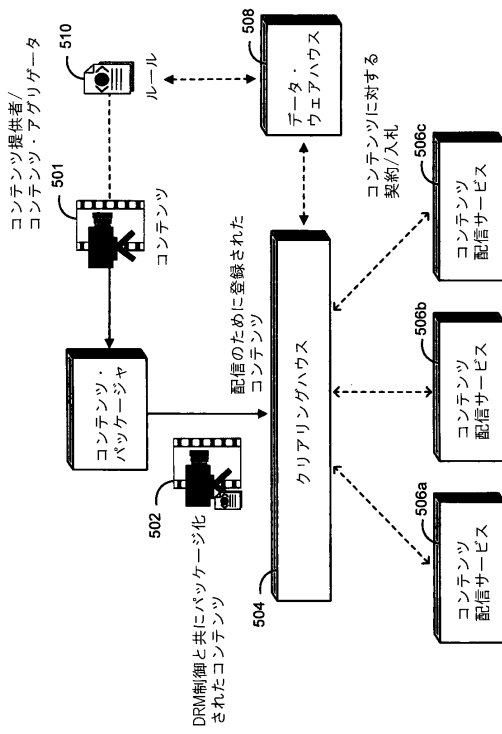 コンテンツ提供者/
コンテンツ・アグリゲータ
501
コンテンツ
510
ルール
コンテンツ・
パッケージャ
502
DRM制御と共にパッケージ化
されたコンテンツ
配信のために登録された
コンテンツ
508
データ・
ウェアハウス
504
クリアリングハウス
コンテンツに対する
契約/入札
506a
コンテンツ
配信サービス
506b
コンテンツ
配信サービス
506c
コンテンツ
配信サービス